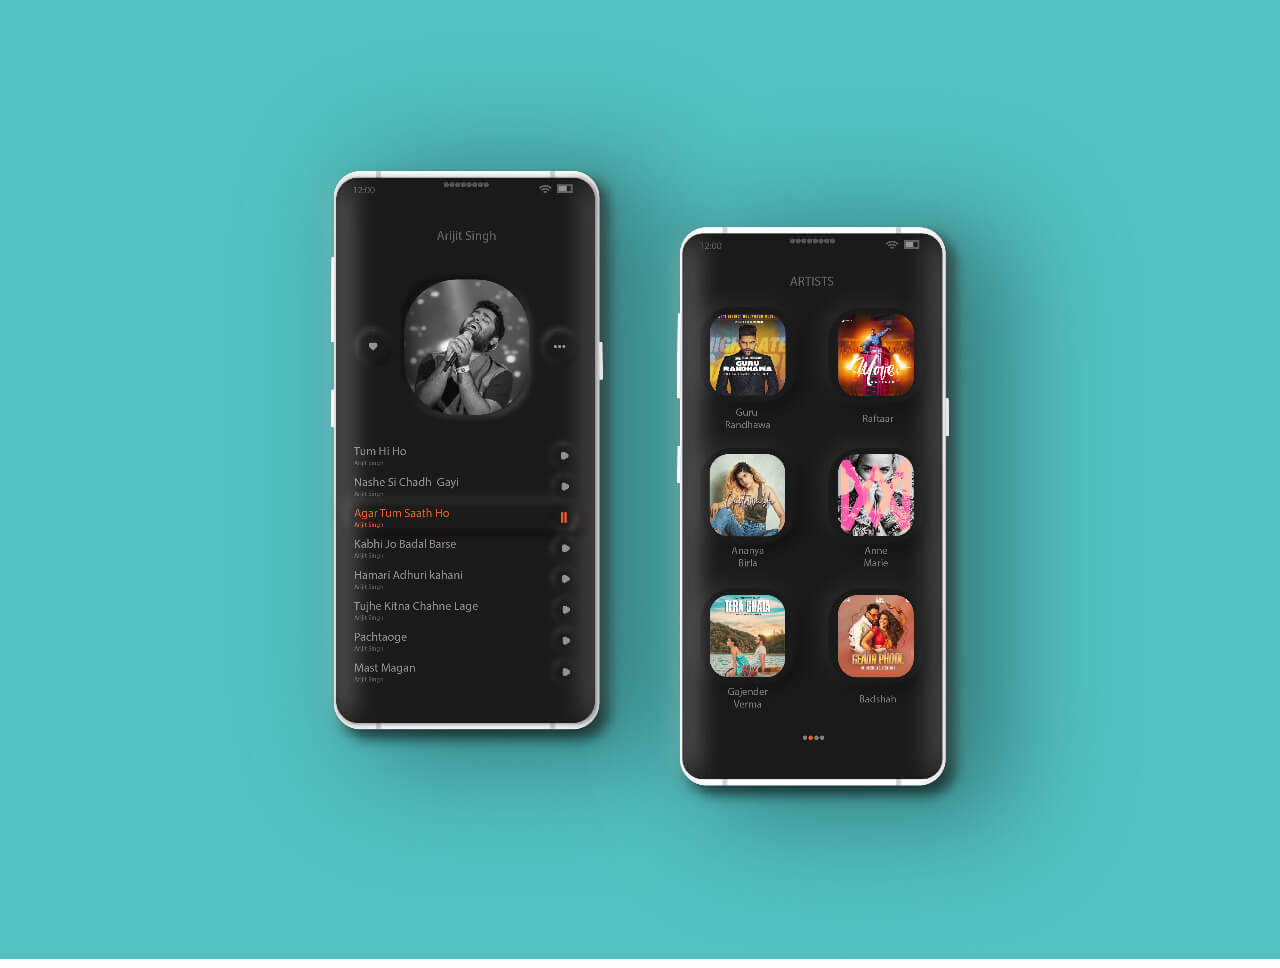 12:00
Arijit Singh
Tum Hi Ho
Arijit Singh
Nashe Si Chadh Gayi
Arijit Singh
Agar Tum Saath Ho
Arijit Singh
Kabhi Jo Badal Barse
Arijit Singh
Hamari Adhuri kahani
Arijit Singh
Tujhe Kitna Chahne Lage
Arijit Singh
Pachtaoge
Arijit Singh
Mast Magan
Arijit Singh
12:00
ARTISTS
GURU
RANDHAWA
Guru
Randhawa
Move
RAFTAAR
Raftaar
Ananya
Birla
Anne
Marie
TERA GHATA
Gajender
Verma
GENDA PHOOL
Badshah